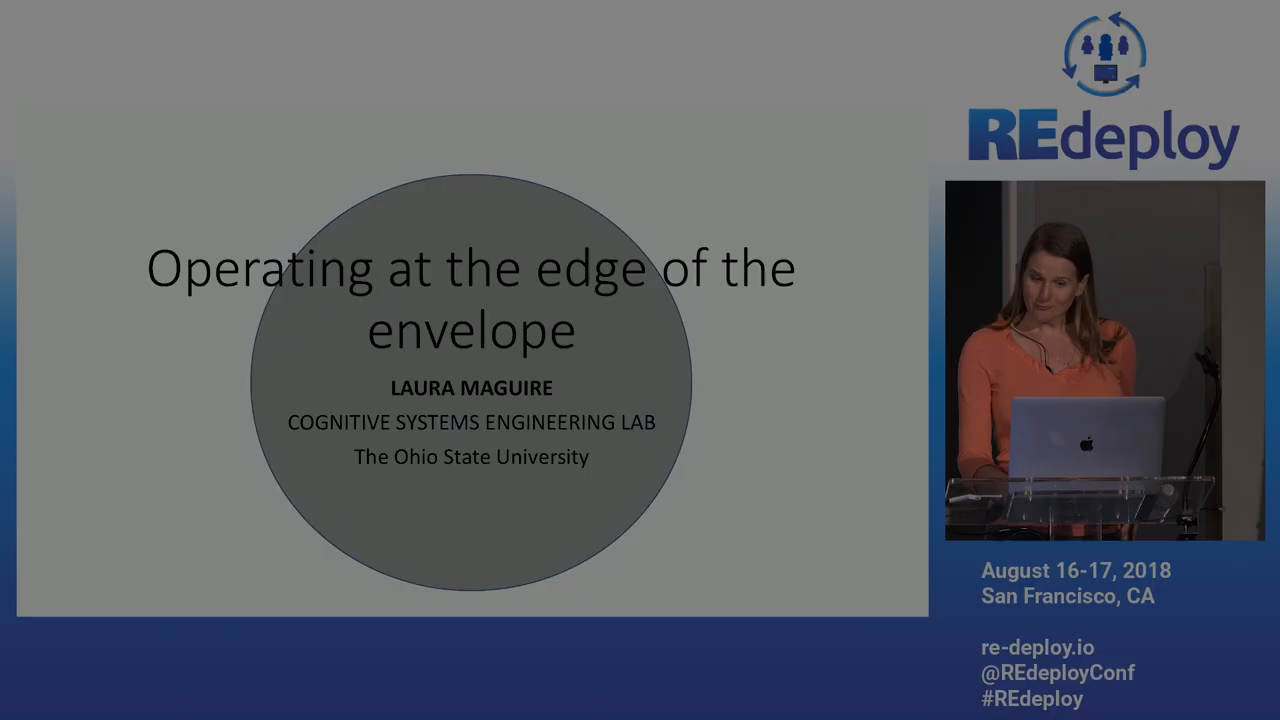 Operating at the edge of the
envelope
LAURA MAGUIRE
COGNITIVE SYSTEMS ENGINEERING LAB
The Ohio State University
REdeploy
August 16-17, 2018
San Francisco, CA
re-deploy.io
@REdeployConf
#REdeploy